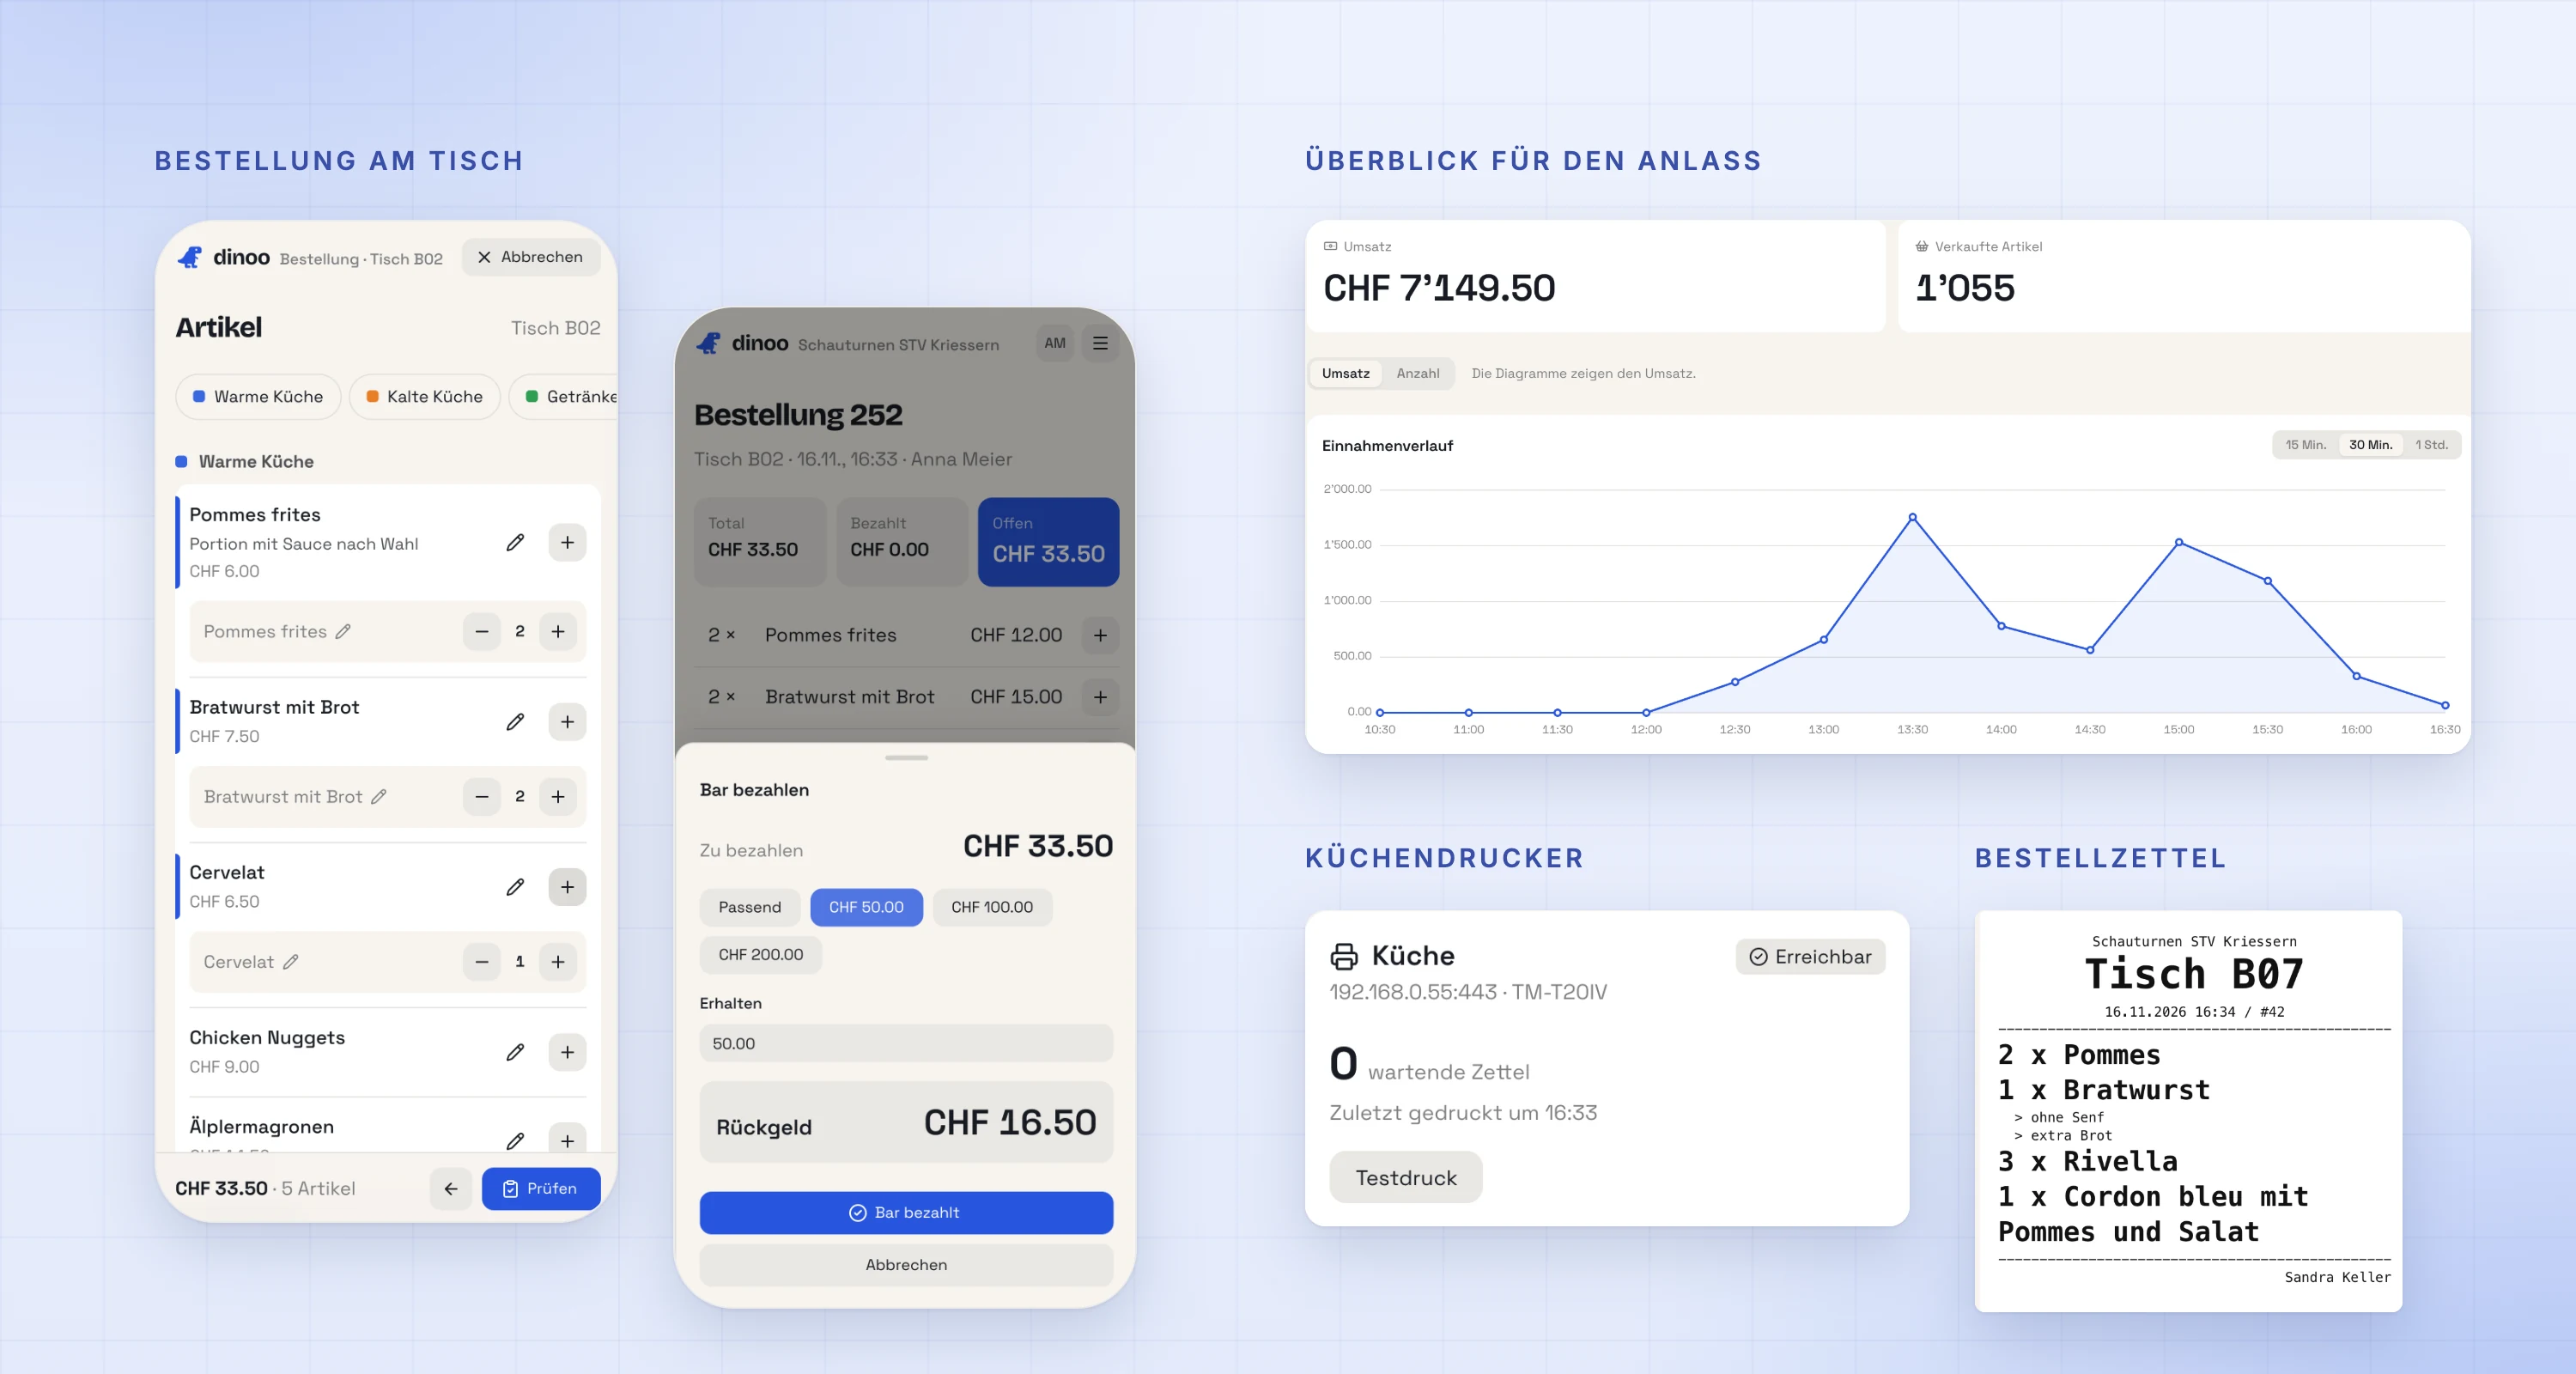 BESTELLUNG AM TISCH
dinoo Bestellung · Tisch B02
Abbrechen
Artikel
Tisch B02
Warme Küche
Kalte Küche
Getränke
Warme Küche
Pommes frites
Portion mit Sauce nach Wahl
CHF 6.00
Pommes frites
2
Bratwurst mit Brot
CHF 7.50
Bratwurst mit Brot
2
Cervelat
CHF 6.50
Cervelat
1
Chicken Nuggets
CHF 9.00
Älplermagronen
CHF 33.50 · 5 Artikel
Prüfen
dinoo Schauturnen STV Kriessern
AM
Bestellung 252
Tisch B02 · 16.11., 16:33 · Anna Meier
Total
CHF 33.50
Bezahlt
CHF 0.00
Offen
CHF 33.50
2 × Pommes frites CHF 12.00
2 × Bratwurst mit Brot CHF 15.00
Bar bezahlen
Zu bezahlen CHF 33.50
Passend
CHF 50.00
CHF 100.00
CHF 200.00
Erhalten
50.00
Rückgeld CHF 16.50
Bar bezahlt
Abbrechen
ÜBERBLICK FÜR DEN ANLASS
Umsatz
CHF 7’149.50
Verkaufte Artikel
1’055
Umsatz
Anzahl
Die Diagramme zeigen den Umsatz.
Einnahmenverlauf
15 Min.
30 Min.
1 Std.
2’000.00
1’500.00
1’000.00
500.00
0.00
10:30 11:00 11:30 12:00 12:30 13:00 13:30 14:00 14:30 15:00 15:30 16:00 16:30
KÜCHENDRUCKER
Küche
Erreichbar
192.168.0.55:443 · TM-T20IV
0 wartende Zettel
Zuletzt gedruckt um 16:33
Testdruck
BESTELLZETTEL
Schauturnen STV Kriessern
Tisch B07
16.11.2026 16:34 / #42
2 x Pommes
1 x Bratwurst
> ohne Senf
> extra Brot
3 x Rivella
1 x Cordon bleu mit
Pommes und Salat
Sandra Keller